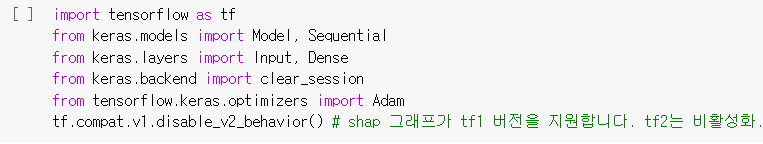 [ ] import tensorflow as tf
from keras.models import Model, Sequential
from keras.layers import Input, Dense
from keras.backend import clear_session
from tensorflow.keras.optimizers import Adam
tf.compat.v1.disable_v2_behavior() # shap 그래프가 tf1 버전을 지원합니다. tf2는 비활성화.